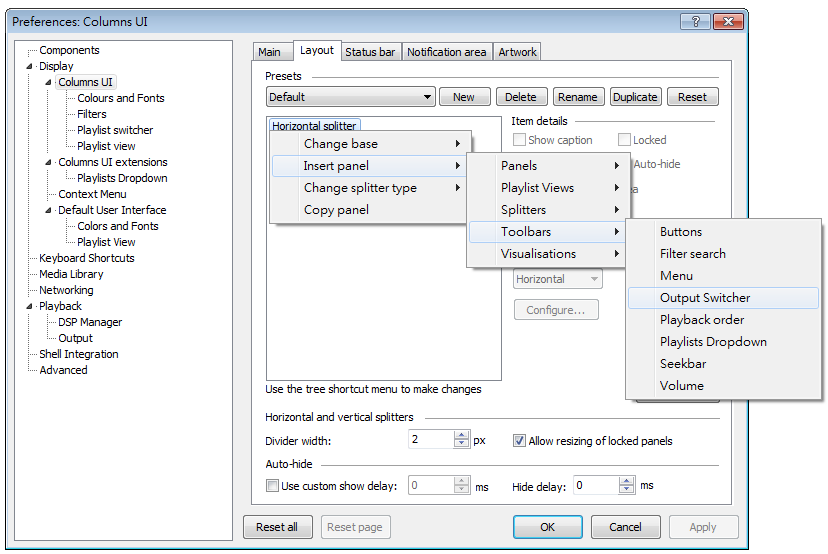 Preferences: Columns UI
Components
Display
Columns UI
Colours and Fonts
Filters
Playlist switcher
Playlist view
Columns UI extensions
Playlists Dropdown
Context Menu
Default User Interface
Colors and Fonts
Playlist View
Keyboard Shortcuts
Media Library
Networking
Playback
DSP Manager
Output
Shell Integration
Advanced
Main Layout Status bar Notification area Artwork
Presets
Default New Delete Rename Duplicate Reset
Horizontal splitter
Change base
Insert panel
Change splitter type
Copy panel
Panels
Playlist Views
Splitters
Toolbars
Visualisations
Buttons
Filter search
Menu
Output Switcher
Playback order
Playlists Dropdown
Seekbar
Volume
Item details
Show caption Locked
Auto-hide
Horizontal
Configure...
Use the tree shortcut menu to make changes
Horizontal and vertical splitters
Divider width: 2 px Allow resizing of locked panels
Auto-hide
Use custom show delay: 0 ms Hide delay: 0 ms
Reset all Reset page OK Cancel Apply